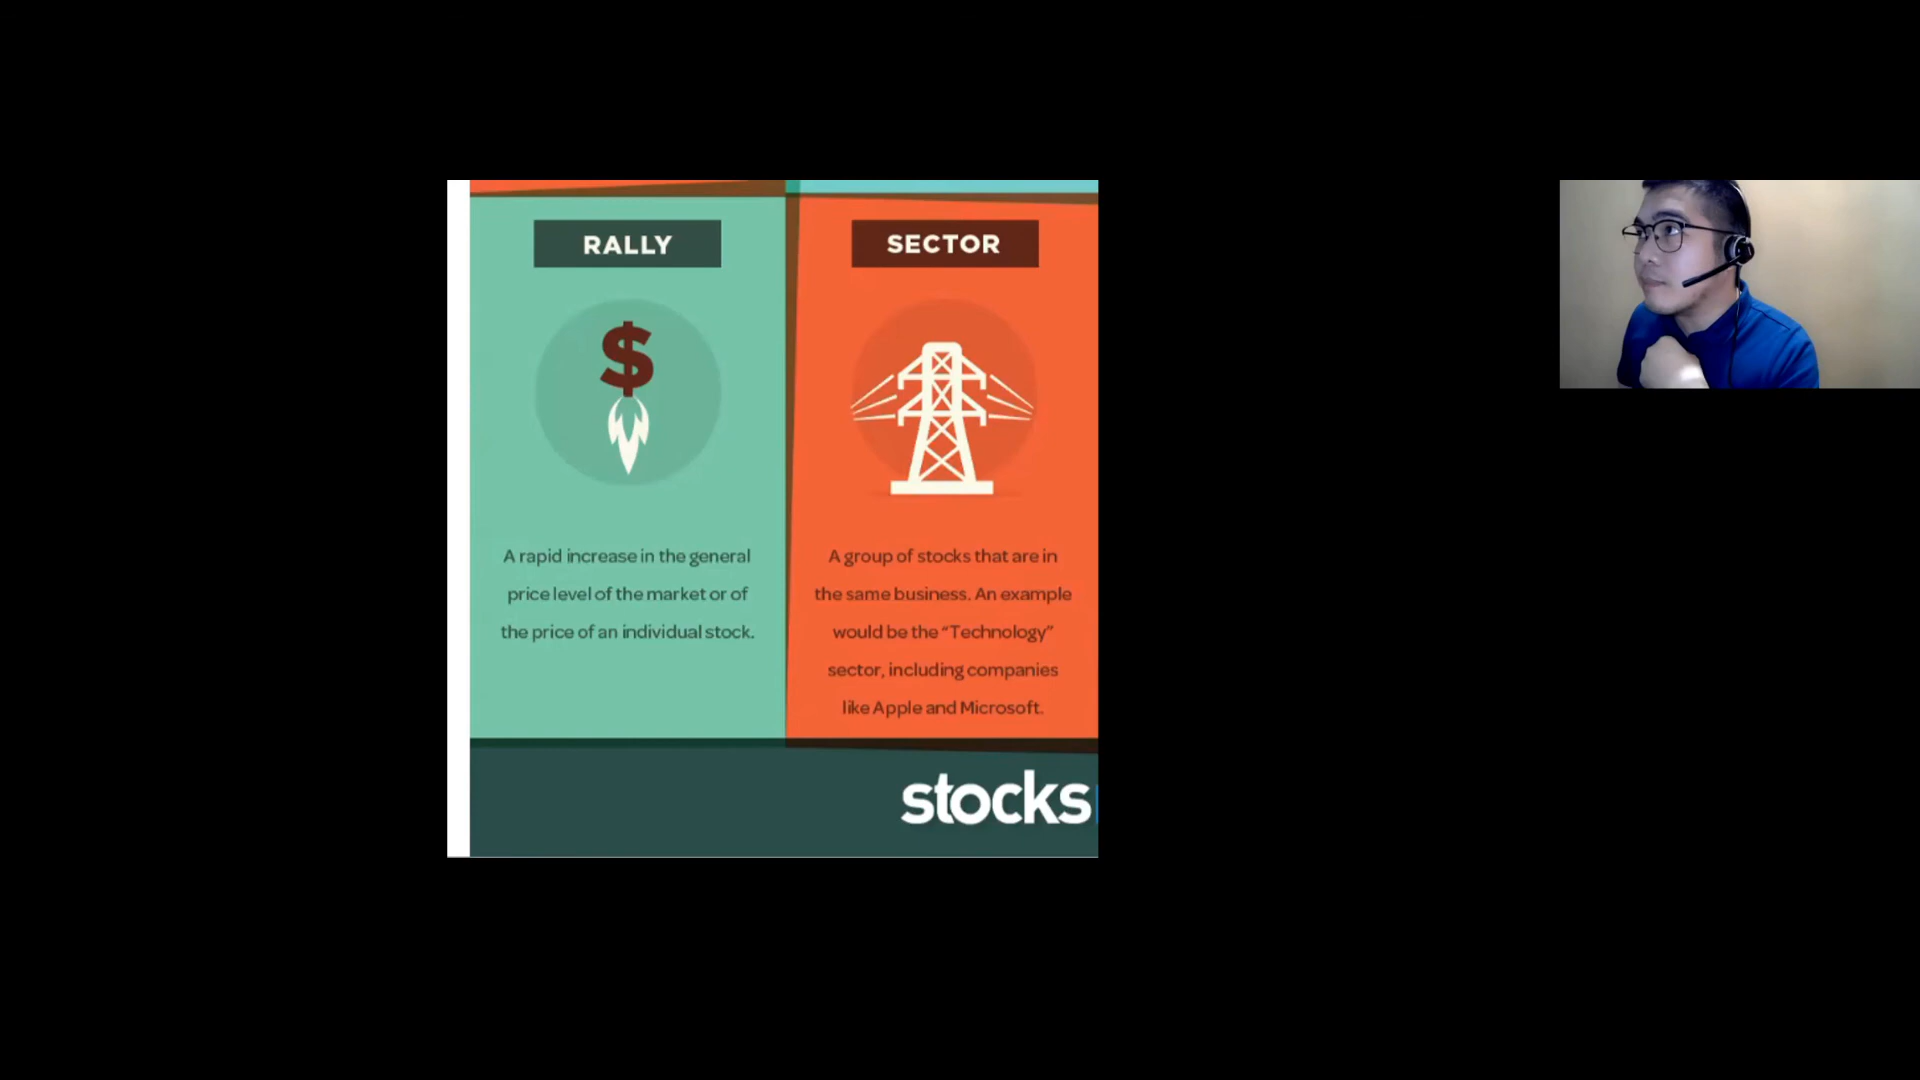 RALLY
$
A rapid increase in the general
price level of the market or of
the price of an individual stock.
SECTOR
A group of stocks that are in
the same business. An example
would be the “Technology”
sector, including companies
like Apple and Microsoft.
stocks